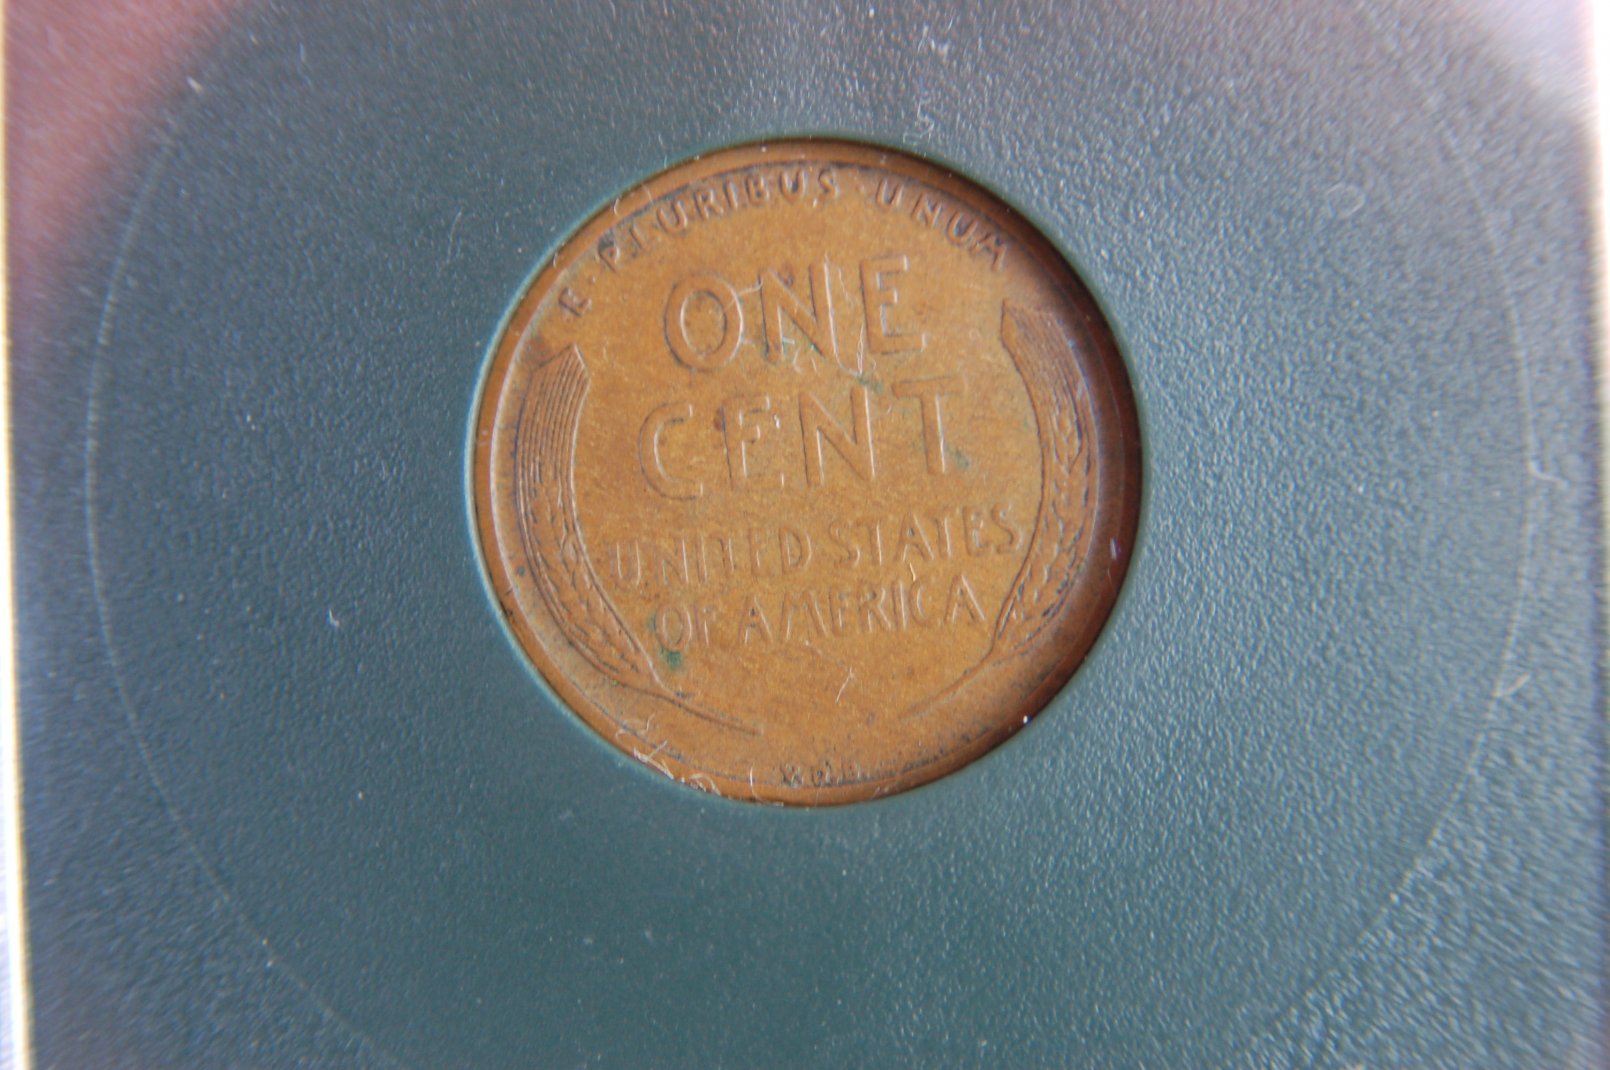 E · PLURIBUS · UNUM
ONE
CENT
UNITED STATES
OF AMERICA
V.D.B.